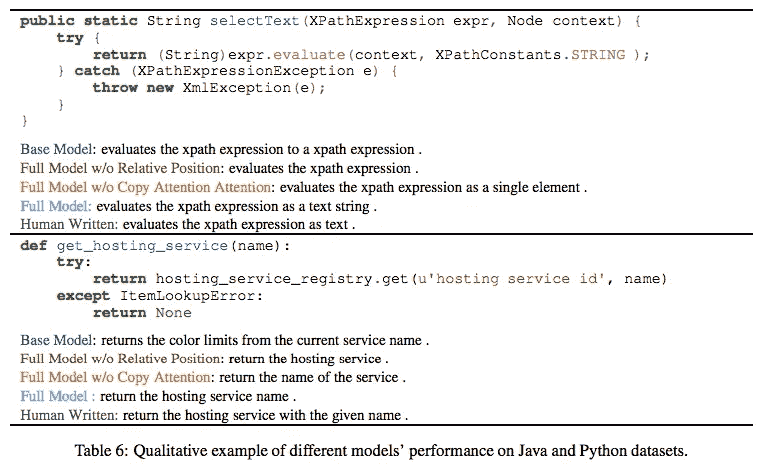 public static String selectText(XPathExpression expr, Node context) {
try {
return (String)expr.evaluate(context, XPathConstants.STRING );
} catch (XPathExpressionException e) {
throw new XmlException(e);
}
}
Base Model: evaluates the xpath expression to a xpath expression .
Full Model w/o Relative Position: evaluates the xpath expression .
Full Model w/o Copy Attention Attention: evaluates the xpath expression as a single element .
Full Model: evaluates the xpath expression as a text string .
Human Written: evaluates the xpath expression as text .
def get_hosting_service(name):
try:
return hosting_service_registry.get(u'hosting service id', name)
except ItemLookupError:
return None
Base Model: returns the color limits from the current service name .
Full Model w/o Relative Position: return the hosting service .
Full Model w/o Copy Attention: return the name of the service .
Full Model : return the hosting service name .
Human Written: return the hosting service with the given name .
Table 6: Qualitative example of different models' performance on Java and Python datasets.